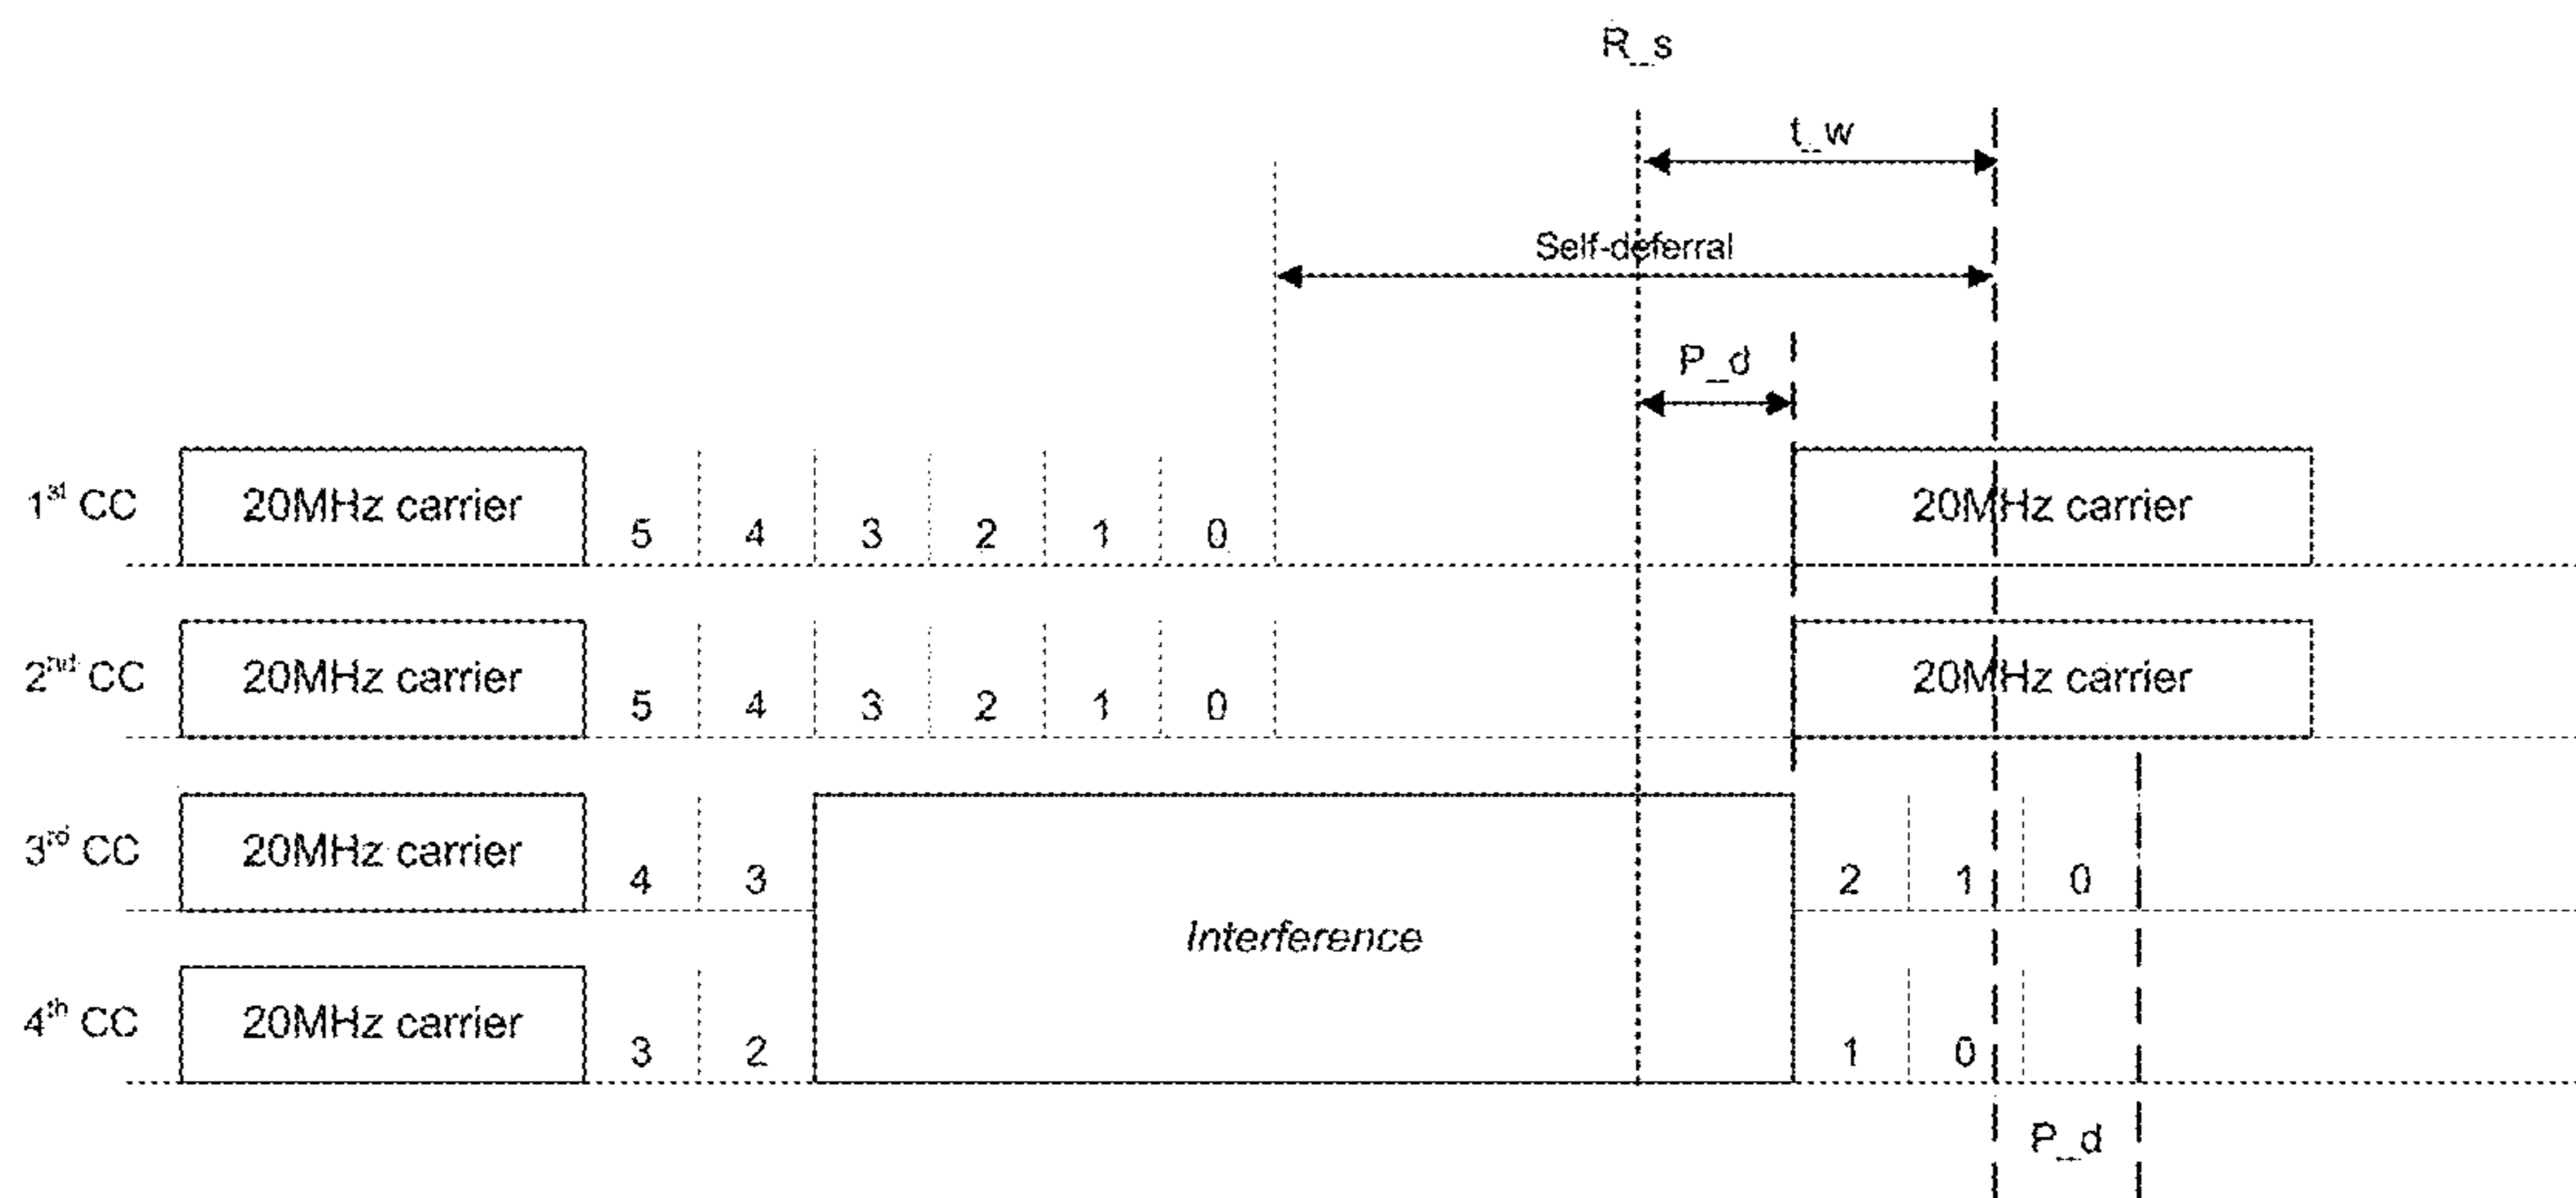 R_s
t_w
Self-deferral
P_d
1st CC 20MHz carrier 5 4 3 2 1 0 20MHz carrier
2nd CC 20MHz carrier 5 4 3 2 1 0 20MHz carrier
3rd CC 20MHz carrier 4 3 2 1 0
Interference
4th CC 20MHz carrier 3 2 1 0
P_d